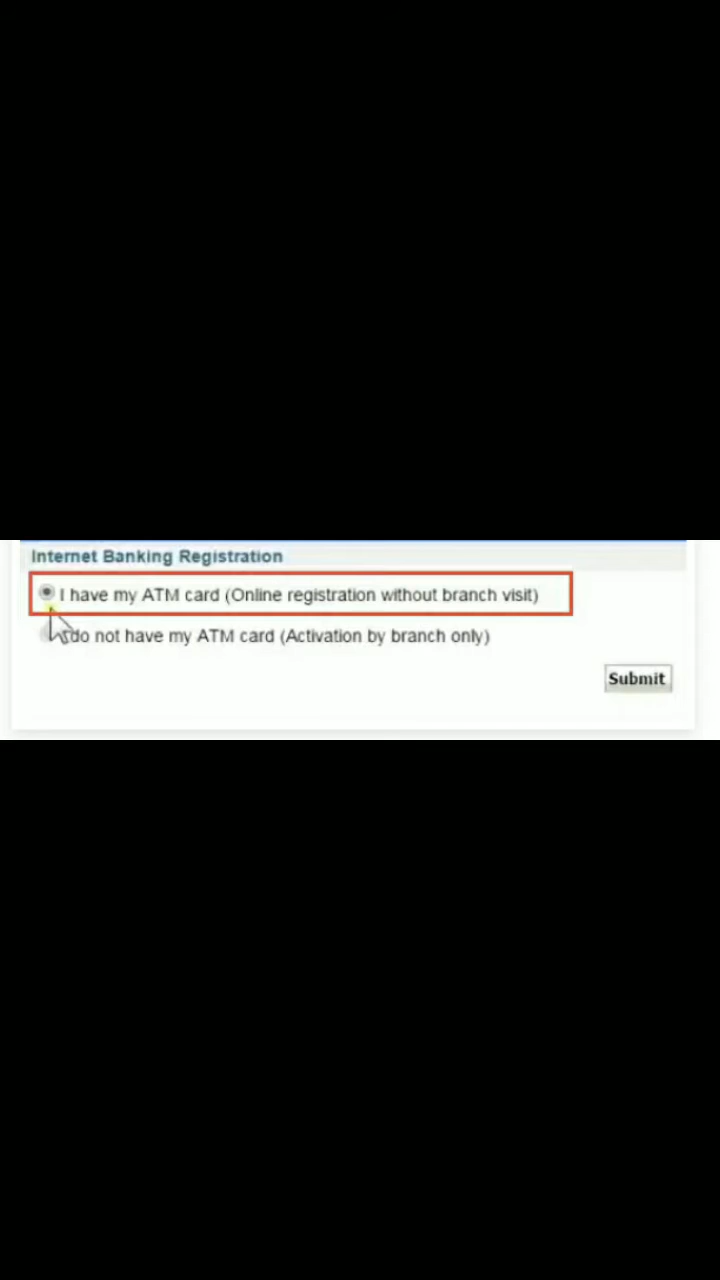 Internet Banking Registration
I have my ATM card (Online registration without branch visit)
I do not have my ATM card (Activation by branch only)
Submit